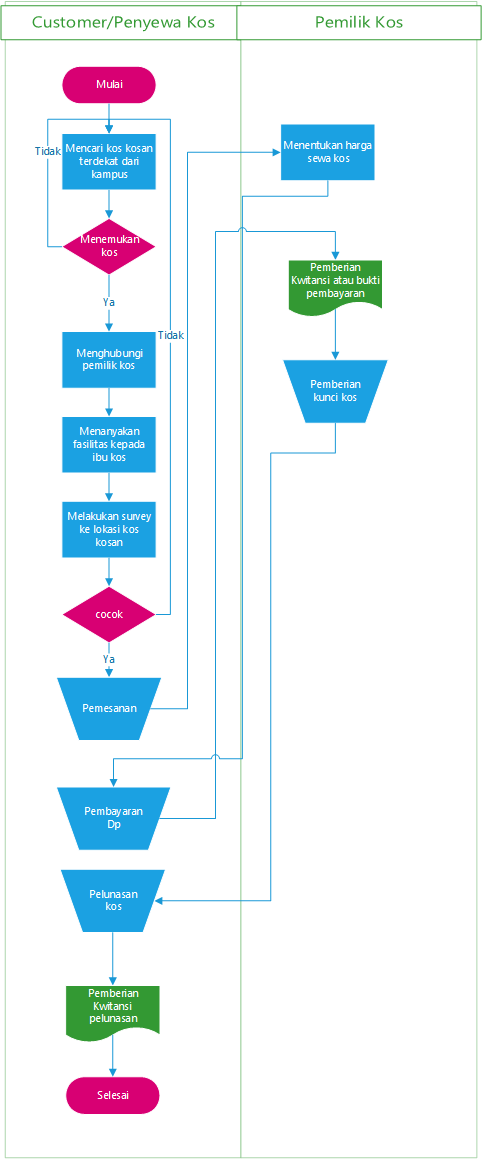 Customer/Penyewa Kos
Pemilik Kos
Mulai
Tidak
Mencari kos kosan
terdekat dari
kampus
Menentukan harga
sewa kos
Menemukan
kos
Pemberian
Kwitansi atau bukti
pembayaran
Ya
Tidak
Menghubungi
pemilik kos
Pemberian
kunci kos
Menanyakan
fasilitas kepada
ibu kos
Melakukan survey
ke lokasi kos
kosan
cocok
Ya
Pemesanan
Pembayaran
Dp
Pelunasan
kos
Pemberian
Kwitansi
pelunasan
Selesai